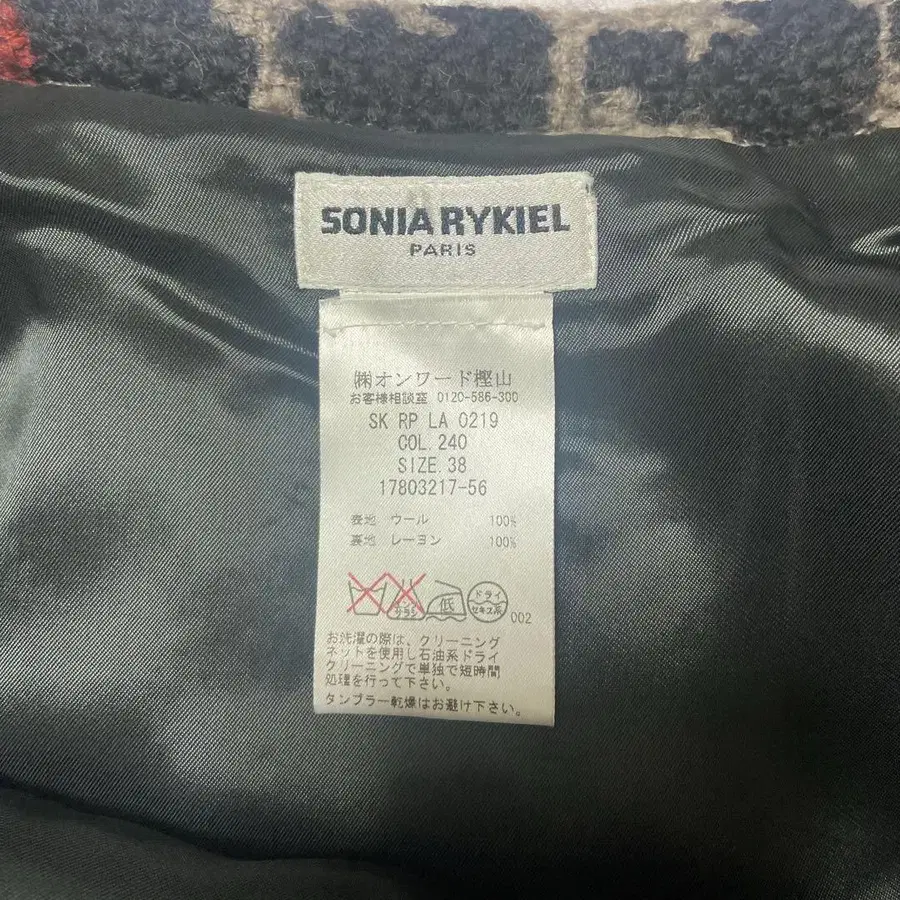 SONIA RYKIEL
PARIS
㈱オンワード樫山
お客様相談室 0120-586-300
SK RP LA 0219
COL.240
SIZE.38
17803217-56
表地 ウール 100%
裏地 レーヨン 100%
低
ドライ
セキユ系
002
お洗濯の際は、クリーニング
ネットを使用し石油系ドライ
クリーニングで単独で短時間
処理を行って下さい。
タンブラー乾燥はお避け下さい。